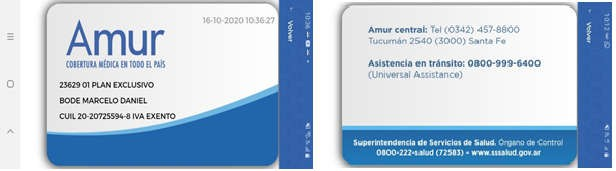 16-10-2020 10:36:27
Amur
COBERTURA MÉDICA EN TODO EL PAÍS
23629 01 PLAN EXCLUSIVO
BODE MARCELO DANIEL
CUIL 20-20725594-8 IVA EXENTO
10:36
Volver
Amur central: Tel (0342) 457-8800
Tucumán 2540 (3000) Santa Fe
Asistencia en tránsito: 0800-999-6400
(Universal Assistance)
Superintendencia de Servicios de Salud. Órgano de Control
0800-222-salud (72583) - www.sssalud.gov.ar
Volver